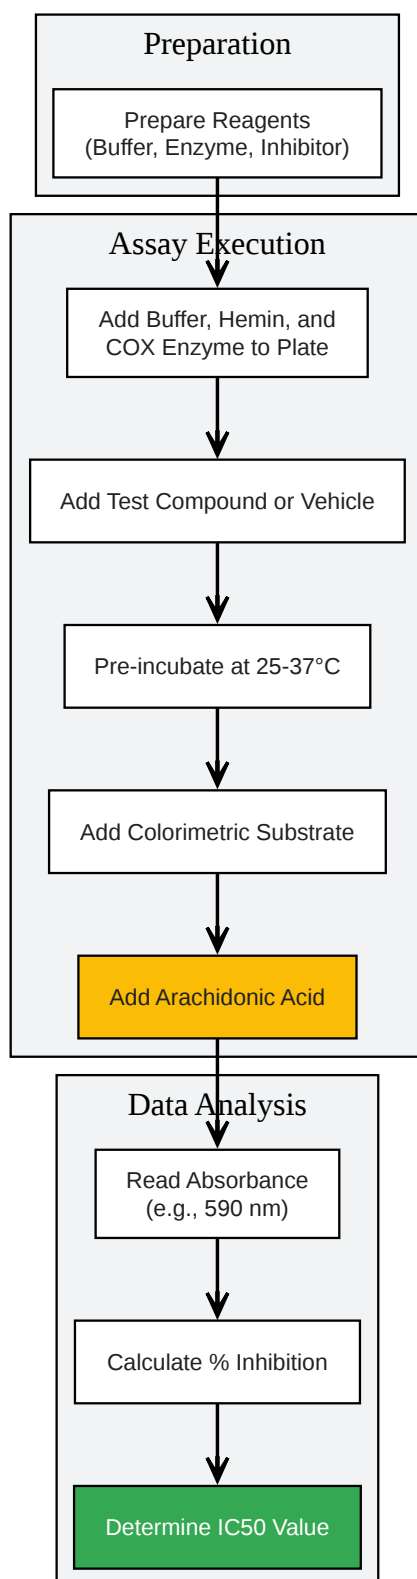 Preparation
Prepare Reagents
(Buffer, Enzyme, Inhibitor)
Assay Execution
Add Buffer, Hemin, and
COX Enzyme to Plate
Add Test Compound or Vehicle
Pre-incubate at 25-37°C
Add Colorimetric Substrate
Add Arachidonic Acid
Data Analysis
Read Absorbance
(e.g., 590 nm)
Calculate % Inhibition
Determine IC50 Value